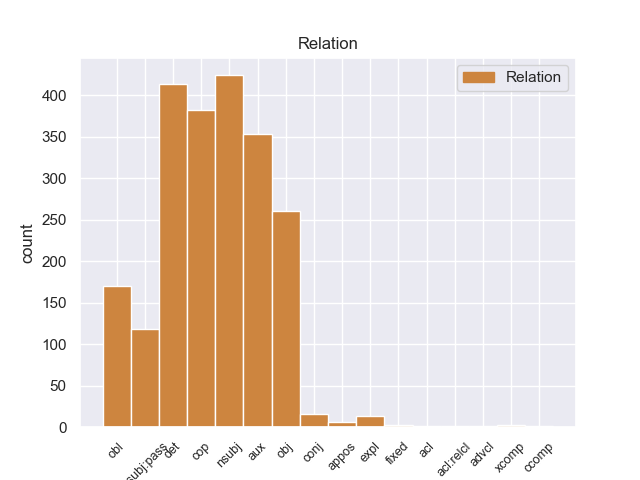 Relation
Relation
count
400
350
300
250
200
150
100
50
0
obl
subj:pass
det
cop
nsubj
aux
obj
conj
appos
expl
fixed
acl
acl:relcl
advcl
xcomp
ccomp